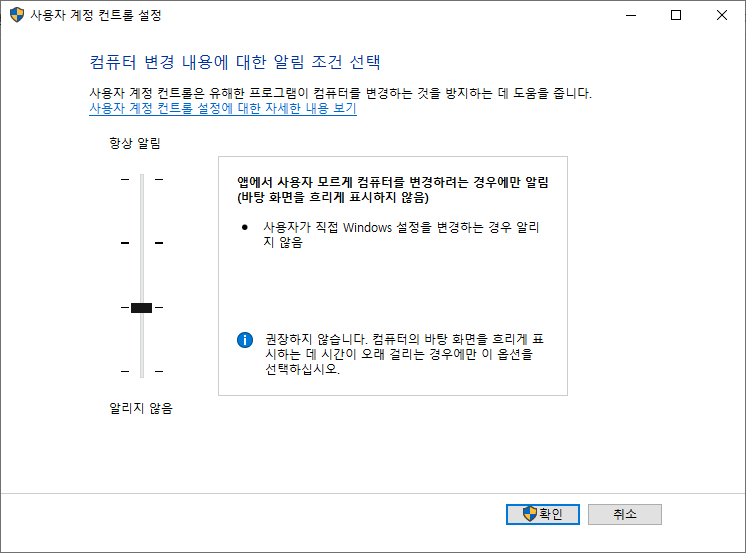 사용자 계정 컨트롤 설정
컴퓨터 변경 내용에 대한 알림 조건 선택
사용자 계정 컨트롤은 유해한 프로그램이 컴퓨터를 변경하는 것을 방지하는 데 도움을 줍니다.
사용자 계정 컨트롤 설정에 대한 자세한 내용 보기
항상 알림
앱에서 사용자 모르게 컴퓨터를 변경하려는 경우에만 알림
(바탕 화면을 흐리게 표시하지 않음)
● 사용자가 직접 Windows 설정을 변경하는 경우 알리
지 않음
권장하지 않습니다. 컴퓨터의 바탕 화면을 흐리게 표
시하는 데 시간이 오래 걸리는 경우에만 이 옵션을
선택하십시오.
알리지 않음
확인
취소